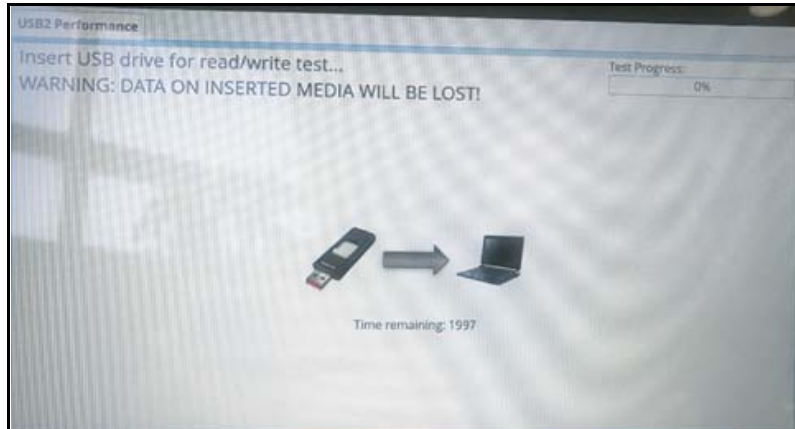 USB2 Performance
Insert USB drive for read/write test...
WARNING: DATA ON INSERTED MEDIA WILL BE LOST!
Test Progress:
0%
Time remaining: 1997